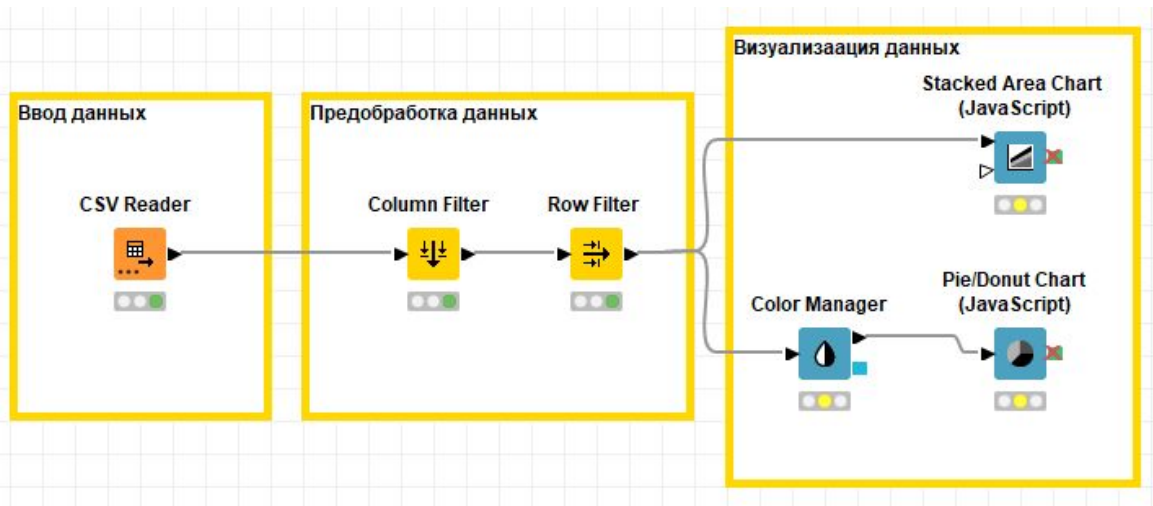 Ввод данных
CSV Reader
Предобработка данных
Column Filter
Row Filter
Визуализаация данных
Stacked Area Chart
(JavaScript)
Color Manager
Pie/Donut Chart
(JavaScript)